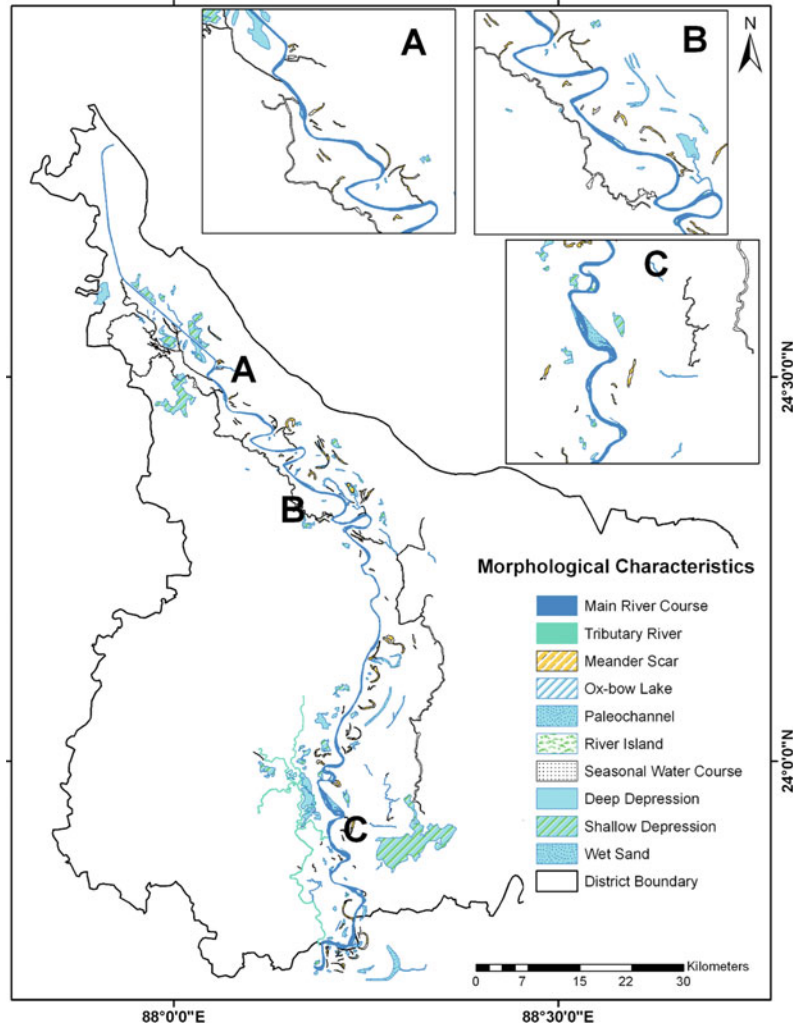 A
B
N
C
24°30'0"N
A
B
Morphological Characteristics
Main River Course
Tributary River
Meander Scar
Ox-bow Lake
Paleochannel
River Island
Seasonal Water Course
24°0'0"N
Deep Depression
Shallow Depression
C
Wet Sand
District Boundary
Kilometers
0 7 15 22 30
88°0'0"E 88°30'0"E